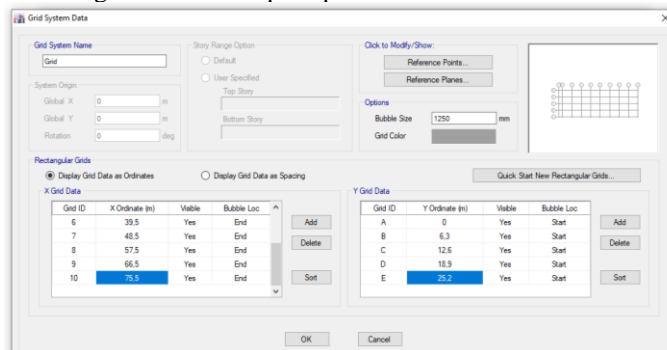 Grid System Data
Grid System Name
Grid
System Origin
Global X 0 m
Global Y 0 m
Rotation 0 deg
Story Range Option
Default
User Specified
Top Story
Bottom Story
Click to Modify/Show:
Reference Points...
Reference Planes...
Options
Bubble Size 1250 mm
Grid Color
Rectangular Grids
Display Grid Data as Ordinates Display Grid Data as Spacing Quick Start New Rectangular Grids...
X Grid Data
Grid ID X Ordinate (m) Visible Bubble Loc
6 39,5 Yes End
7 48,5 Yes End
8 57,5 Yes End
9 66,5 Yes End
10 75,5 Yes End
Add
Delete
Sort
Y Grid Data
Grid ID Y Ordinate (m) Visible Bubble Loc
A 0 Yes Start
B 6,3 Yes Start
C 12,6 Yes Start
D 18,9 Yes Start
E 25,2 Yes Start
Add
Delete
Sort
OK Cancel